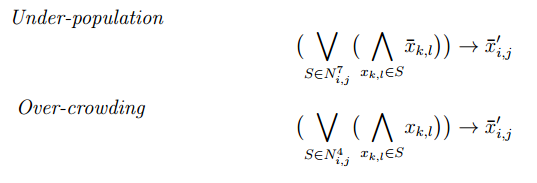 Under-population
( ⋁_{S∈N^7_{i,j}} ( ⋀_{x_{k,l}∈S} x̄_{k,l})) → x̄'_{i,j}
Over-crowding
( ⋁_{S∈N^4_{i,j}} ( ⋀_{x_{k,l}∈S} x_{k,l})) → x̄'_{i,j}